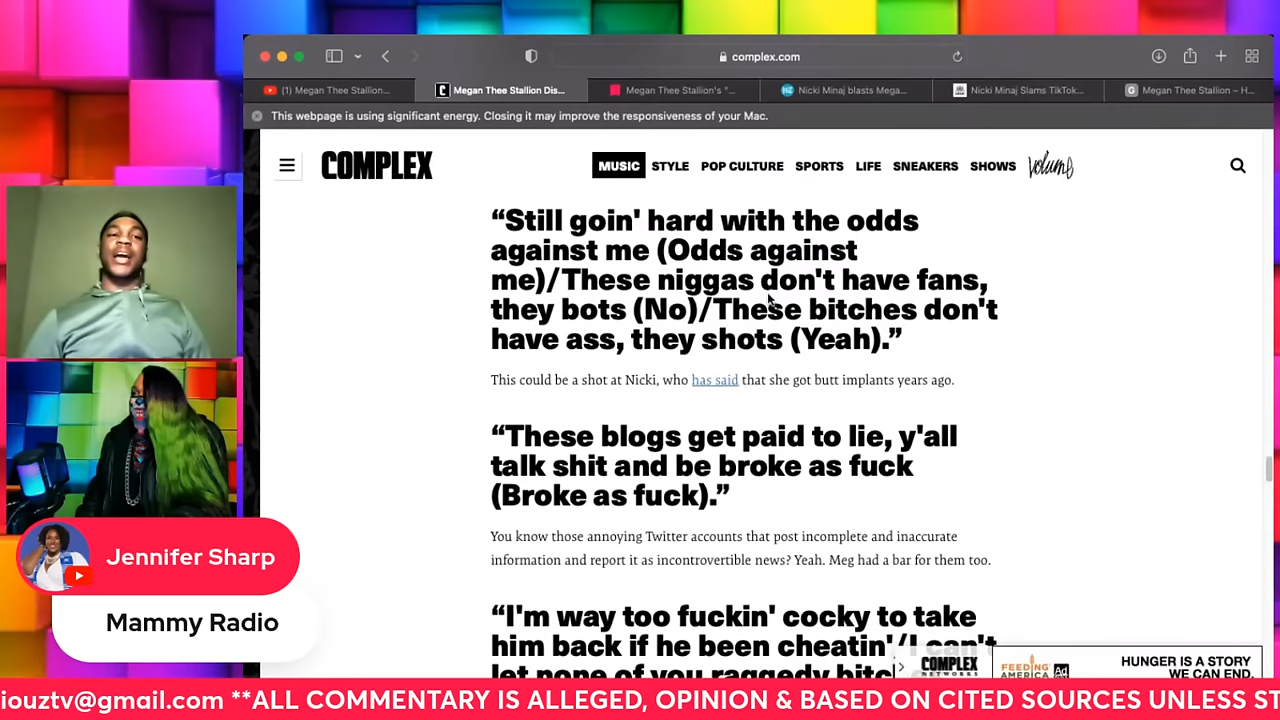 complex.com
(1) Megan Thee Stallion...
C Megan Thee Stallion Dis...
Megan Thee Stallion's "...
Nicki Minaj blasts Mega...
Nicki Minaj Slams TikTok...
G Megan Thee Stallion – H...
This webpage is using significant energy. Closing it may improve the responsiveness of your Mac.
COMPLEX
MUSIC STYLE POP CULTURE SPORTS LIFE SNEAKERS SHOWS volume
“Still goin' hard with the odds
against me (Odds against
me)/These niggas don't have fans,
they bots (No)/These bitches don't
have ass, they shots (Yeah).”
This could be a shot at Nicki, who has said that she got butt implants years ago.
“These blogs get paid to lie, y'all
talk shit and be broke as fuck
(Broke as fuck).”
You know those annoying Twitter accounts that post incomplete and inaccurate
information and report it as incontrovertible news? Yeah. Meg had a bar for them too.
“I'm way too fuckin' cocky to take
him back if he been cheatin'/I can't
let none of you raggedy
Jennifer Sharp
Mammy Radio
COMPLEX
NETWORKS
FEEDING
AMERICA
Ad
HUNGER IS A STORY
WE CAN END.
iouztv@gmail.com **ALL COMMENTARY IS ALLEGED, OPINION & BASED ON CITED SOURCES UNLESS ST